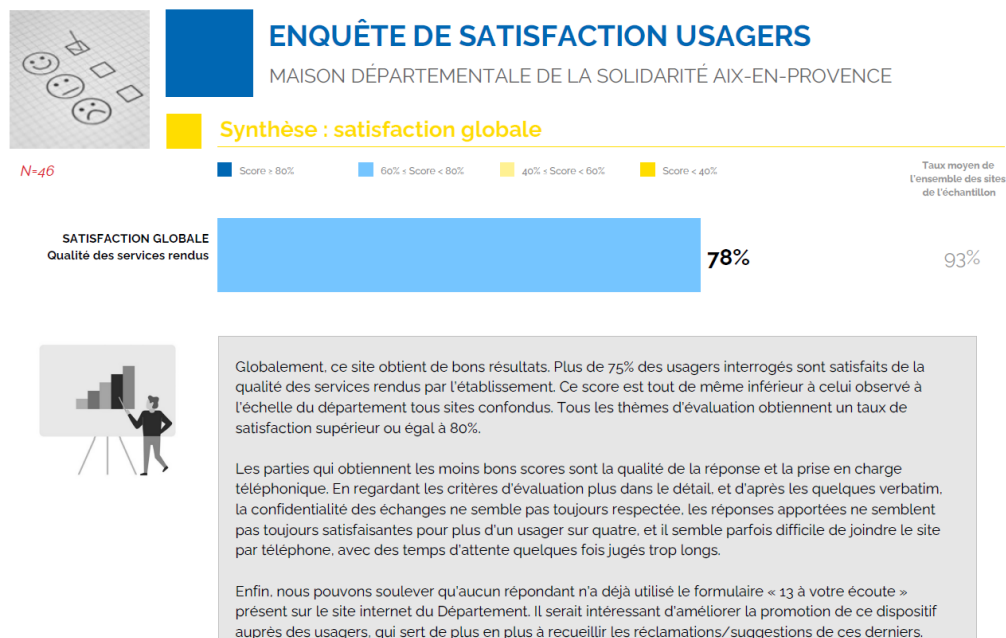 ENQUÊTE DE SATISFACTION USAGERS
MAISON DÉPARTEMENTALE DE LA SOLIDARITÉ AIX-EN-PROVENCE
Synthèse : satisfaction globale
N=46
Score ≥ 80%
60% ≤ Score < 80%
40% ≤ Score < 60%
Score < 40%
Taux moyen de
l'ensemble des sites
de l'échantillon
SATISFACTION GLOBALE
Qualité des services rendus
78%
93%
Globalement, ce site obtient de bons résultats. Plus de 75% des usagers interrogés sont satisfaits de la
qualité des services rendus par l'établissement. Ce score est tout de même inférieur à celui observé à
l'échelle du département tous sites confondus. Tous les thèmes d'évaluation obtiennent un taux de
satisfaction supérieur ou égal à 80%.
Les parties qui obtiennent les moins bons scores sont la qualité de la réponse et la prise en charge
téléphonique. En regardant les critères d'évaluation plus dans le détail, et d'après les quelques verbatim,
la confidentialité des échanges ne semble pas toujours respectée, les réponses apportées ne semblent
pas toujours satisfaisantes pour plus d'un usager sur quatre, et il semble parfois difficile de joindre le site
par téléphone, avec des temps d'attente quelques fois jugés trop longs.
Enfin, nous pouvons soulever qu'aucun répondant n'a déjà utilisé le formulaire « 13 à votre écoute »
présent sur le site internet du Département. Il serait intéressant d'améliorer la promotion de ce dispositif
auprès des usagers, qui sert de plus en plus à recueillir les réclamations/suggestions de ces derniers.